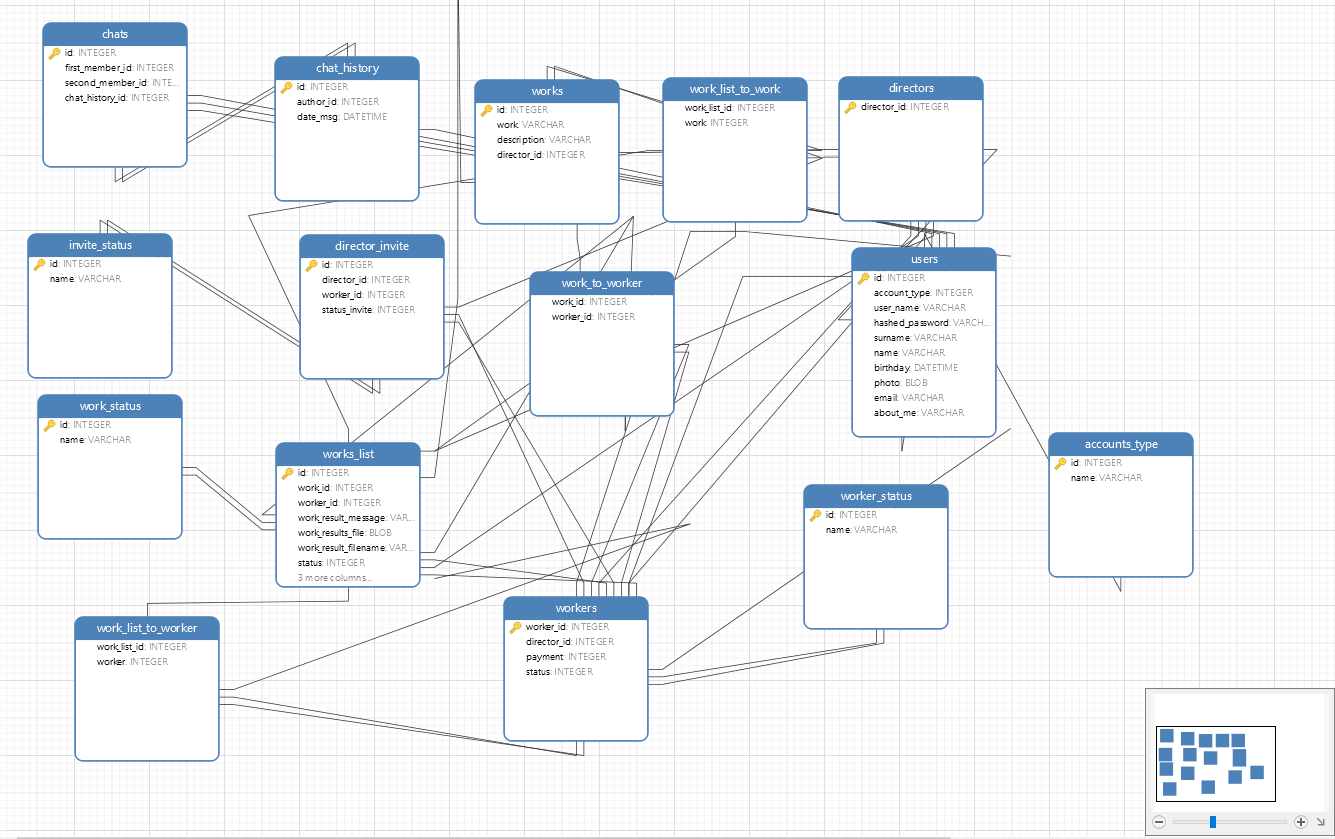 chats
id: INTEGER
first_member_id: INTEGER
second_member_id: INTE...
chat_history_id: INTEGER
chat_history
id: INTEGER
author_id: INTEGER
date_msg: DATETIME
works
id: INTEGER
work: VARCHAR
description: VARCHAR
director_id: INTEGER
work_list_to_work
work_list_id: INTEGER
work: INTEGER
directors
director_id: INTEGER
invite_status
id: INTEGER
name: VARCHAR
director_invite
id: INTEGER
director_id: INTEGER
worker_id: INTEGER
status_invite: INTEGER
work_to_worker
work_id: INTEGER
worker_id: INTEGER
users
id: INTEGER
account_type: INTEGER
user_name: VARCHAR
hashed_password: VARCH...
surname: VARCHAR
name: VARCHAR
birthday: DATETIME
photo: BLOB
email: VARCHAR
about_me: VARCHAR
work_status
id: INTEGER
name: VARCHAR
works_list
id: INTEGER
work_id: INTEGER
worker_id: INTEGER
work_result_message: VAR...
work_results_file: BLOB
work_result_filename: VAR...
status: INTEGER
3 more columns...
accounts_type
id: INTEGER
name: VARCHAR
worker_status
id: INTEGER
name: VARCHAR
work_list_to_worker
work_list_id: INTEGER
worker: INTEGER
workers
worker_id: INTEGER
director_id: INTEGER
payment: INTEGER
status: INTEGER